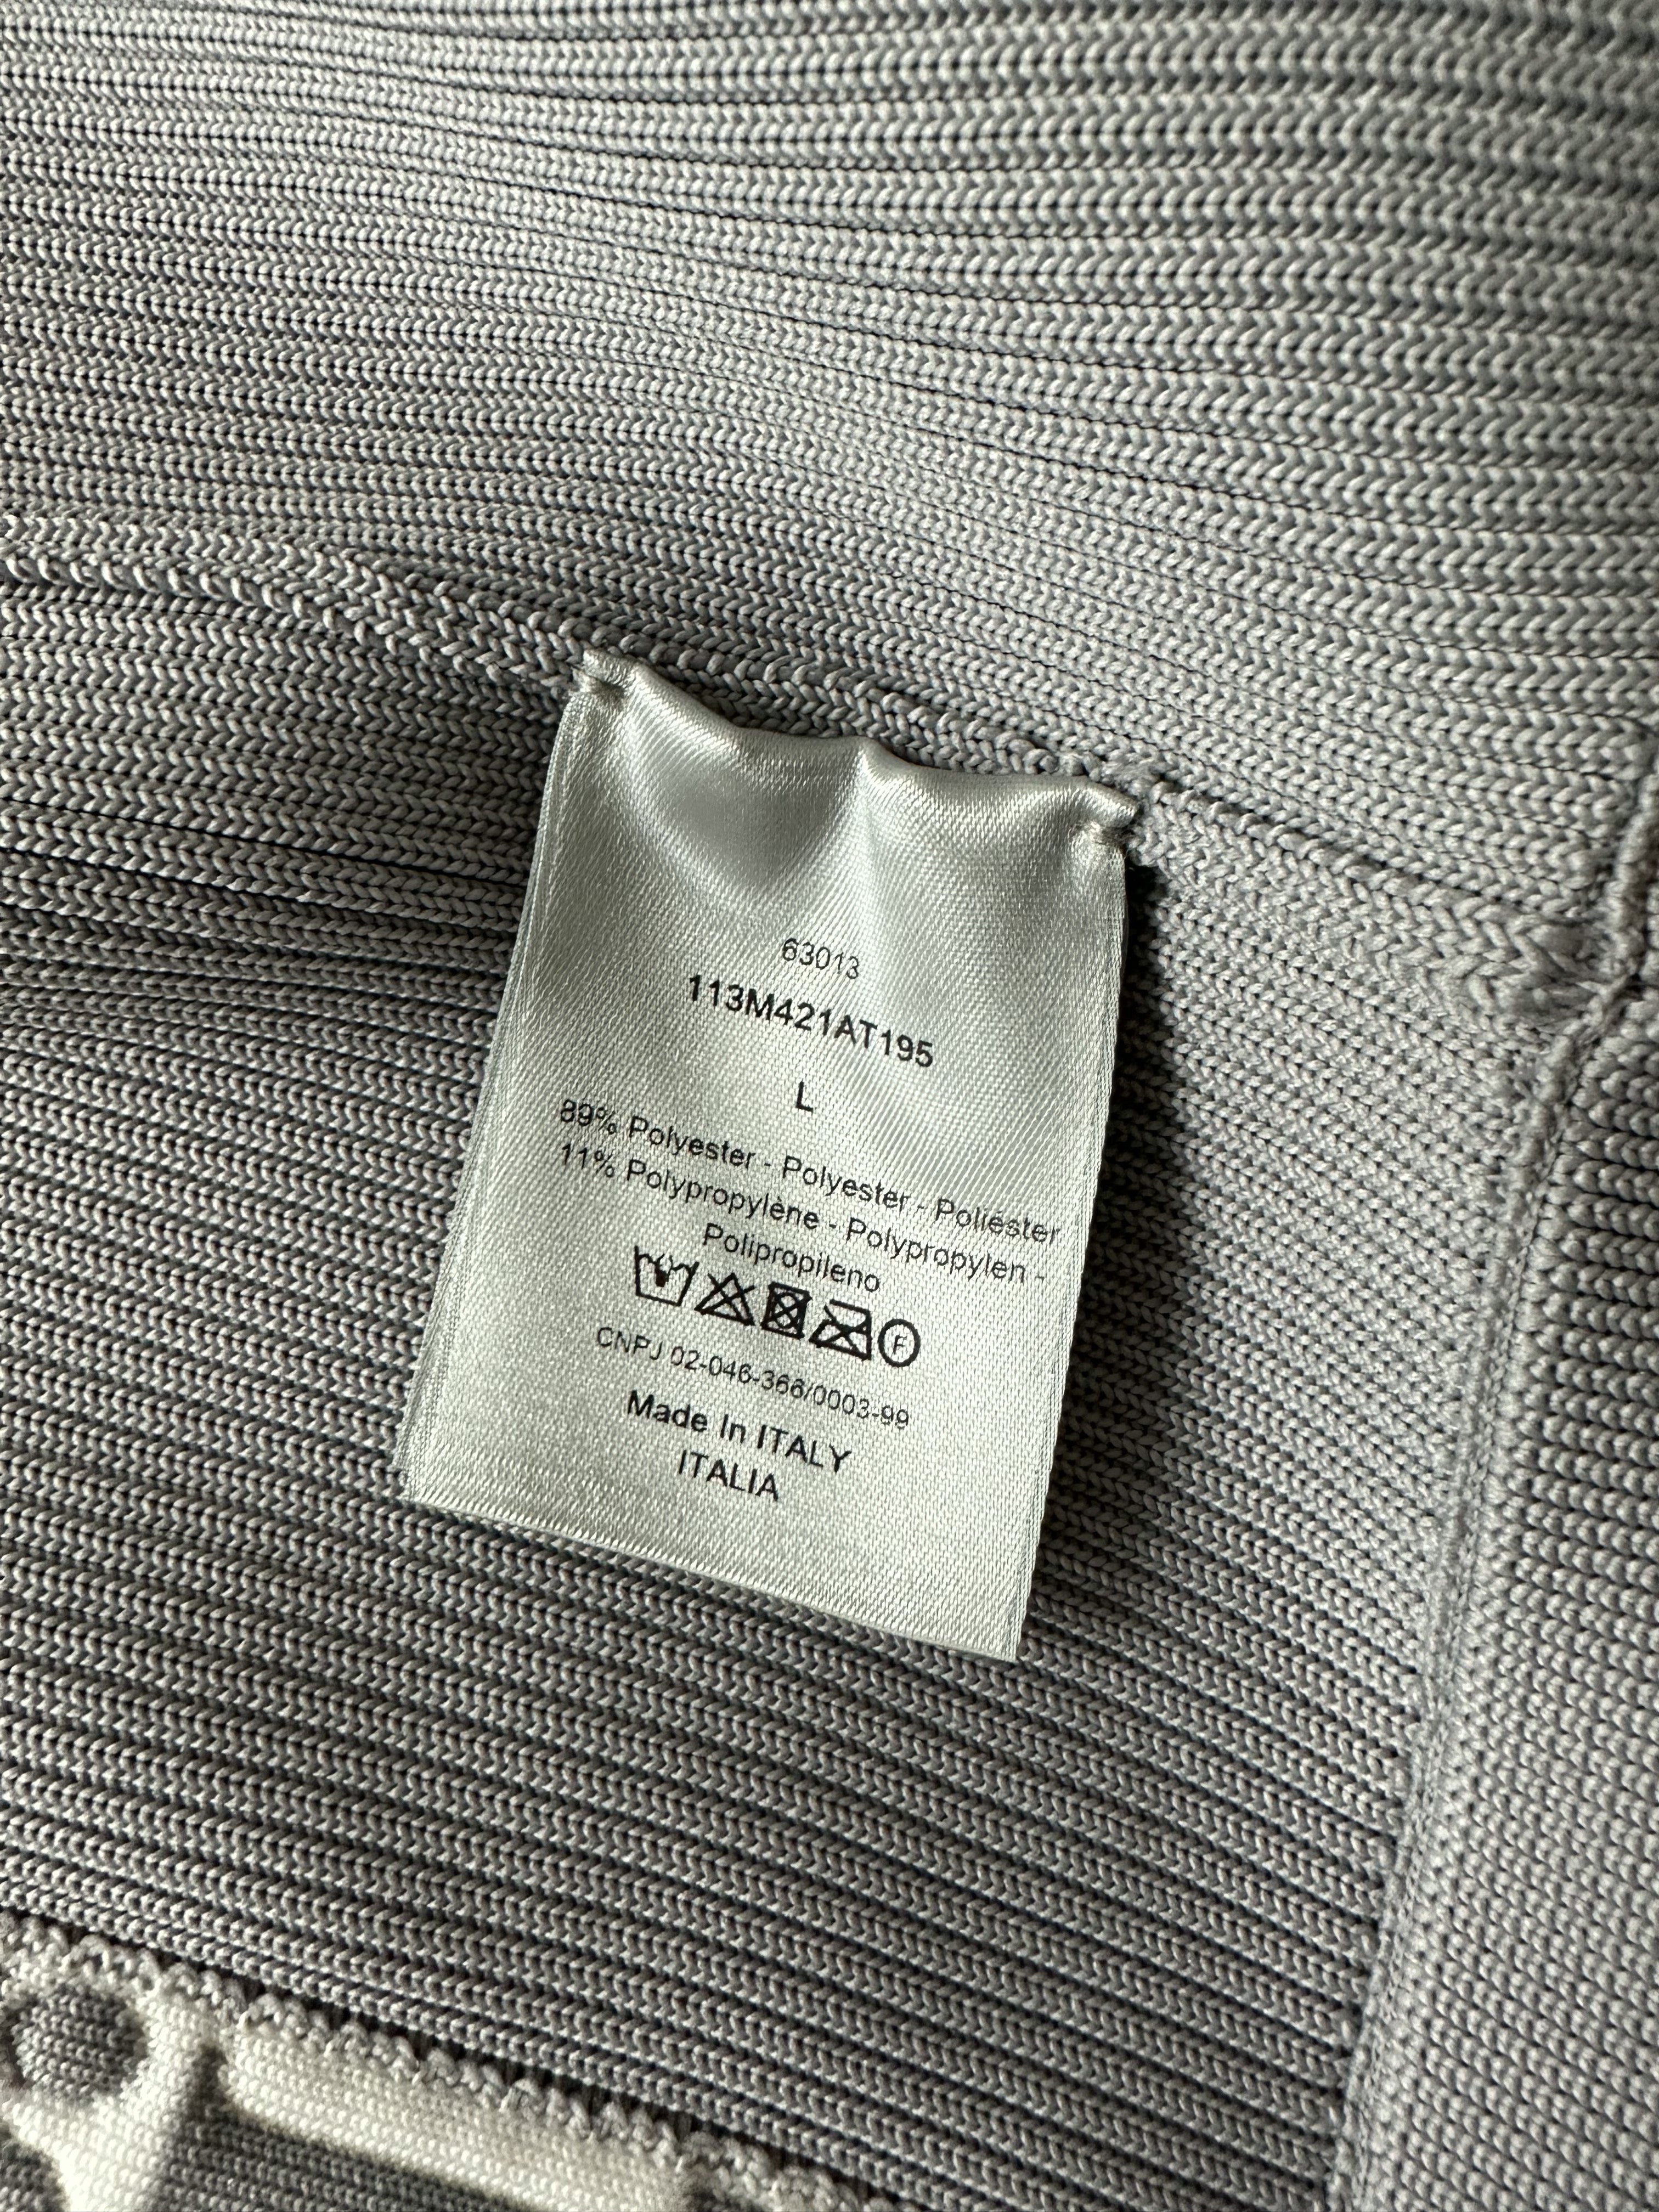 63013
113M421AT195
L
89% Polyester - Polyester - Poliéster
11% Polypropylène - Polypropylen -
Polipropileno
F
CNPJ 02-046-366/0003-99
Made In ITALY
ITALIA